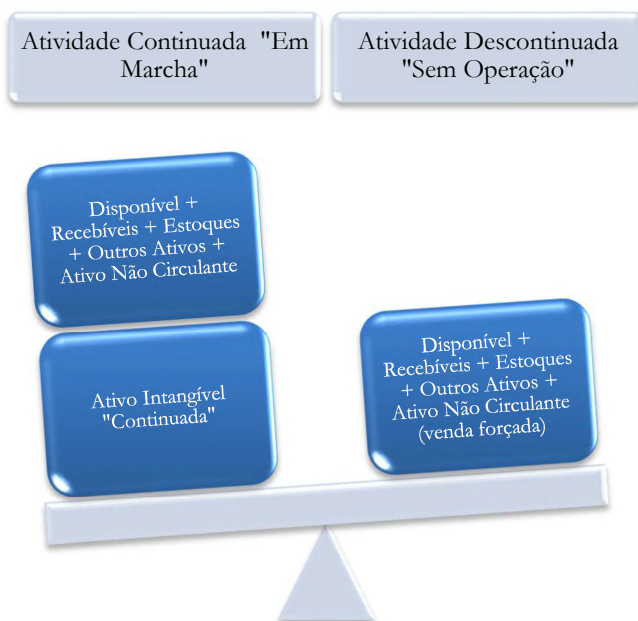 Atividade Continuada "Em
Marcha"
Atividade Descontinuada
"Sem Operação"
Disponível +
Recebíveis + Estoques
+ Outros Ativos +
Ativo Não Circulante
Ativo Intangível
"Continuada"
Disponível +
Recebíveis + Estoques
+ Outros Ativos +
Ativo Não Circulante
(venda forçada)